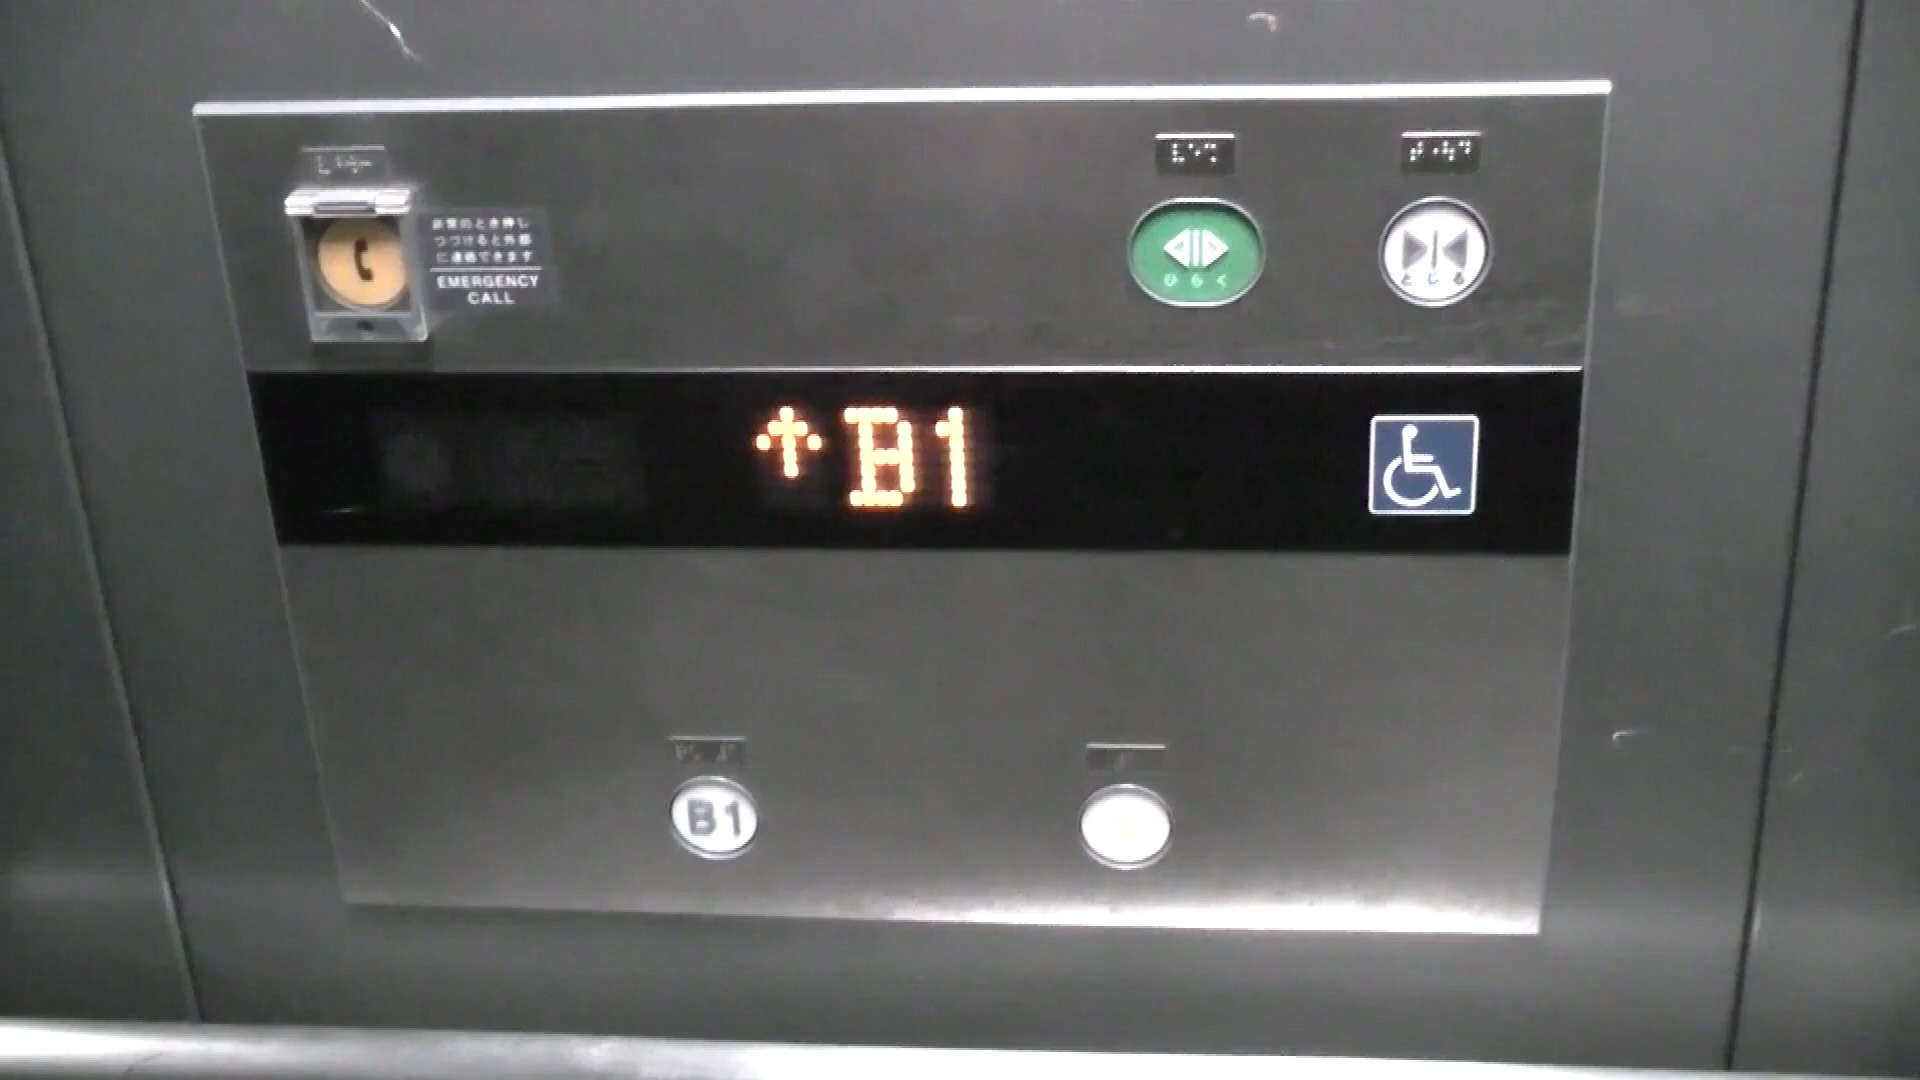 非常のとき押し
つづけると外部
に連絡できます
EMERGENCY
CALL
ひらく
とじる
↑B1
B1